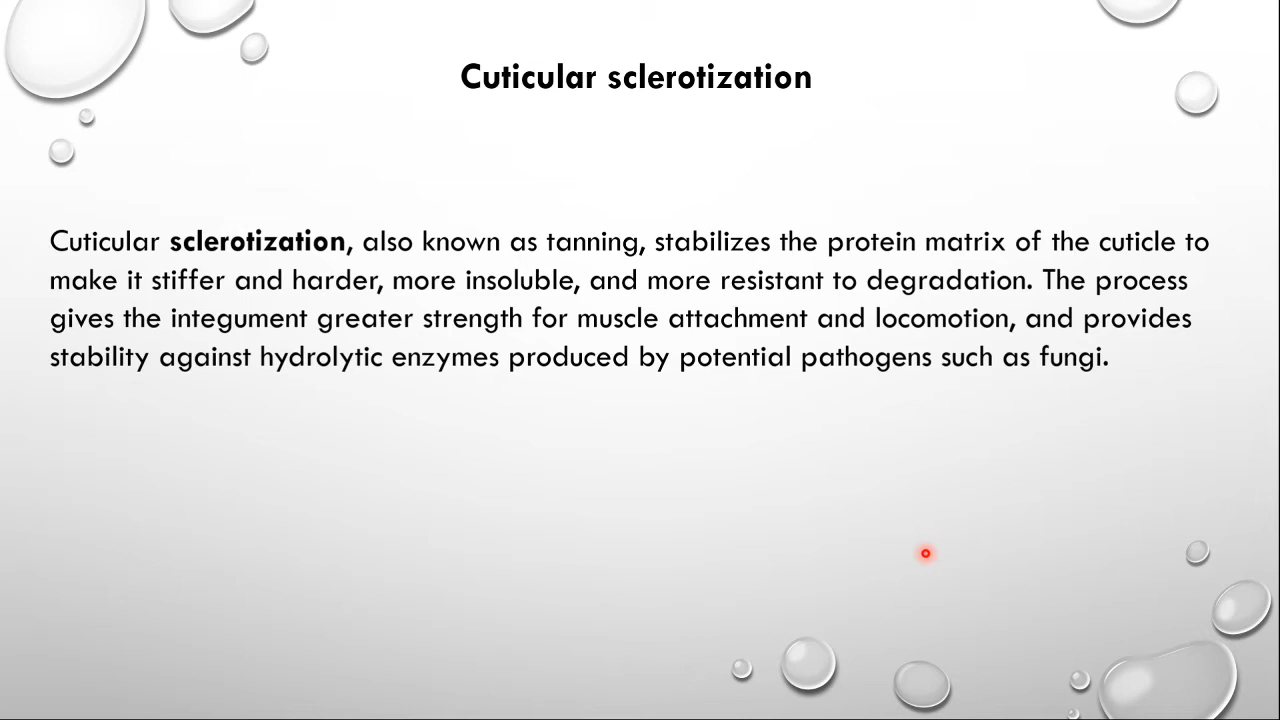 Cuticular sclerotization
Cuticular sclerotization, also known as tanning, stabilizes the protein matrix of the cuticle to
make it stiffer and harder, more insoluble, and more resistant to degradation. The process
gives the integument greater strength for muscle attachment and locomotion, and provides
stability against hydrolytic enzymes produced by potential pathogens such as fungi.